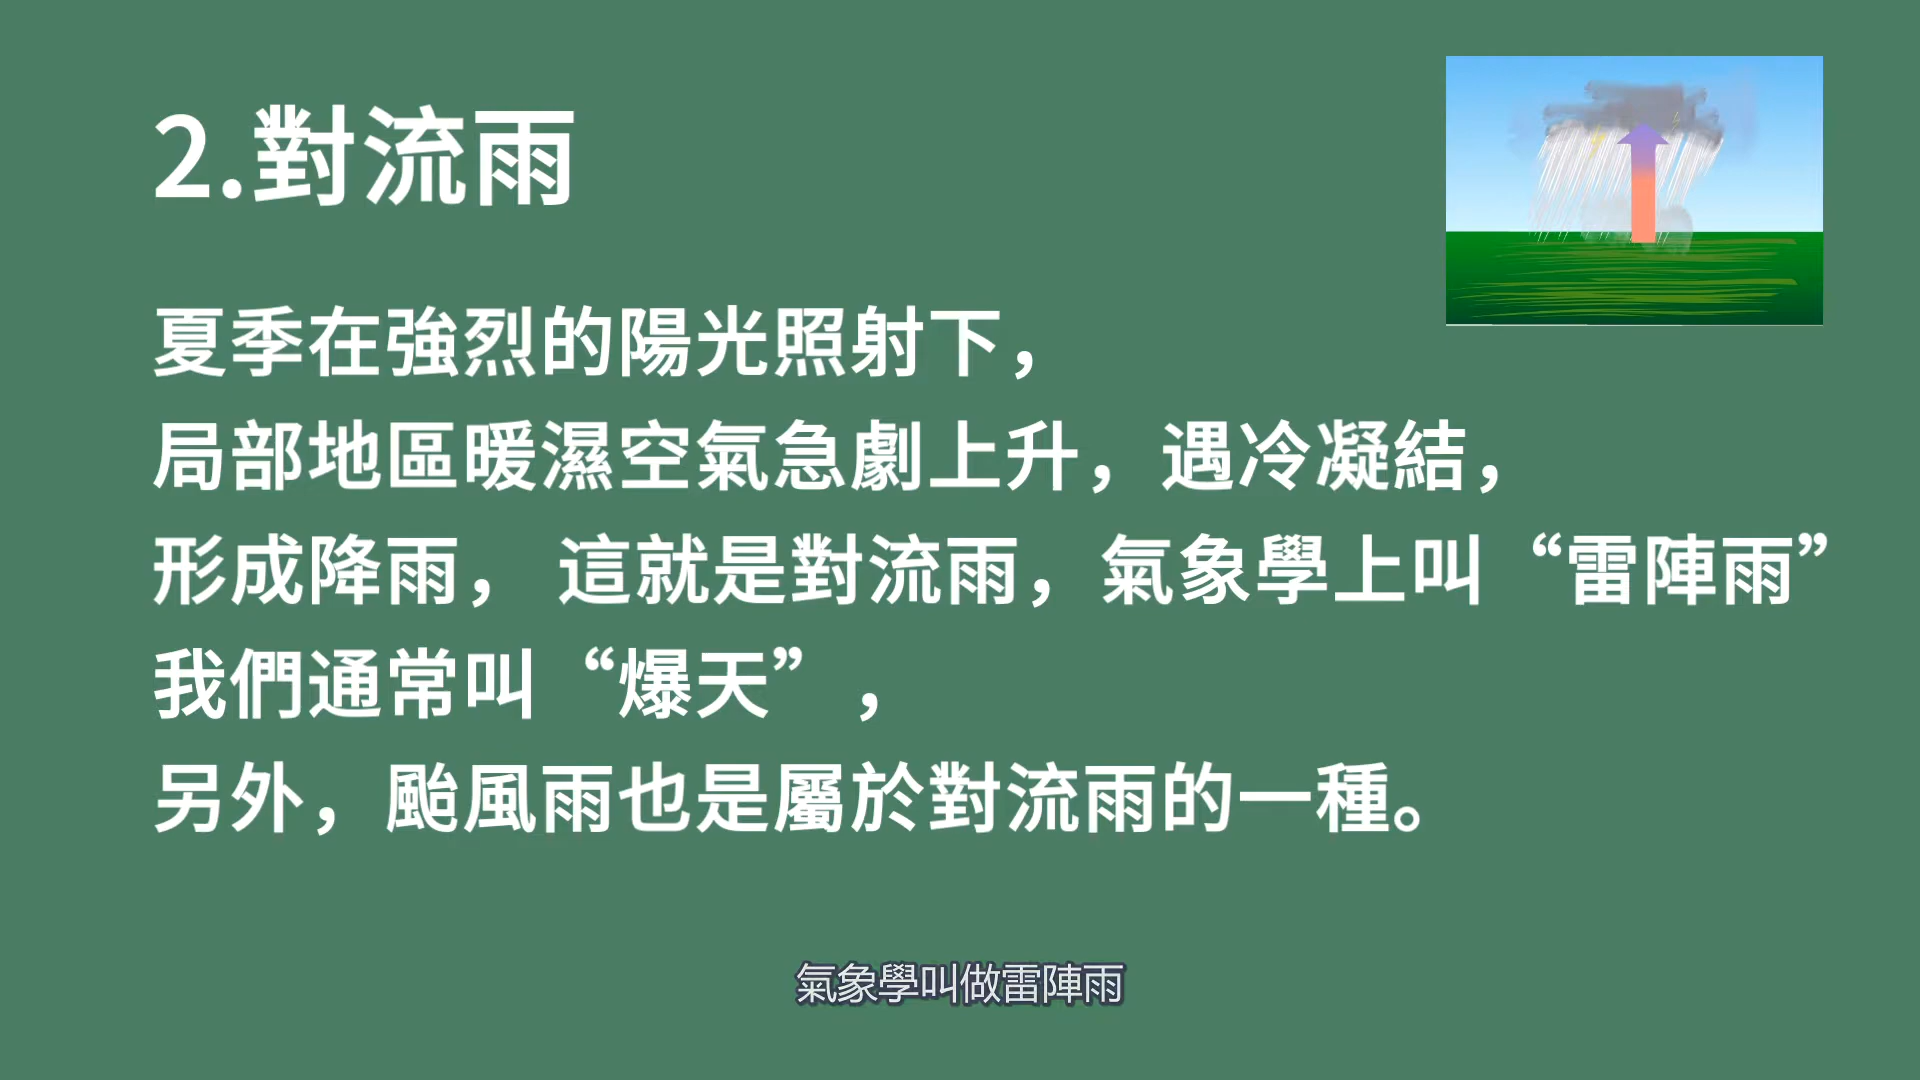 2.對流雨
夏季在強烈的陽光照射下，
局部地區暖濕空氣急劇上升，遇冷凝結，
形成降雨， 這就是對流雨，氣象學上叫“雷陣雨”
我們通常叫“爆天”，
另外，颱風雨也是屬於對流雨的一種。
氣象學叫做雷陣雨